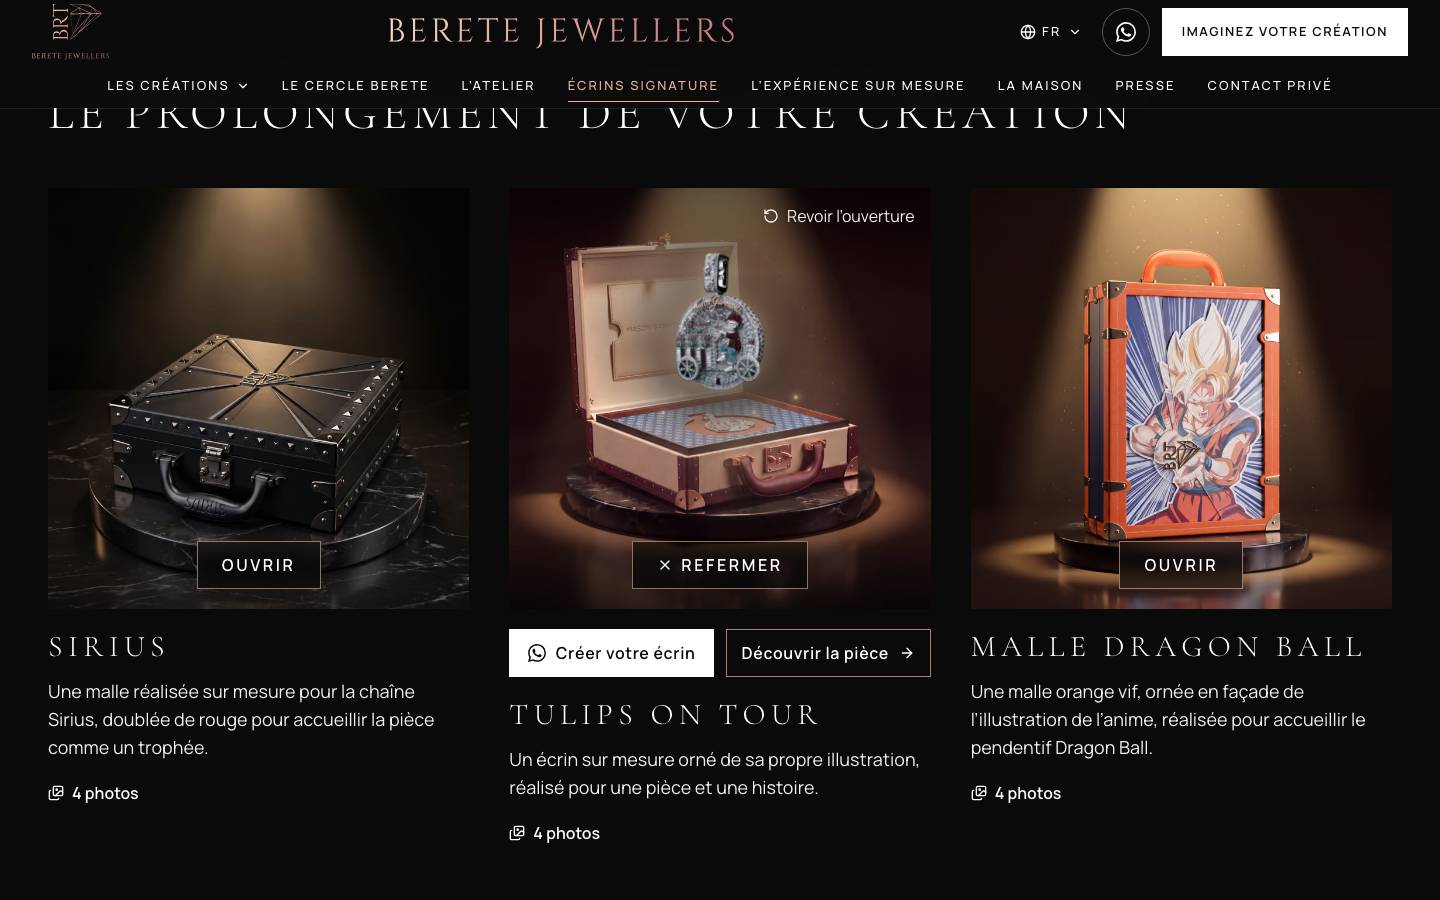 BRT
BERETE JEWELLERS
BERETE JEWELLERS
FR
IMAGINEZ VOTRE CRÉATION
LES CRÉATIONS
LE CERCLE BERETE
L'ATELIER
ÉCRINS SIGNATURE
L'EXPÉRIENCE SUR MESURE
LA MAISON
PRESSE
CONTACT PRIVÉ
LE PROLONGEMENT DE VOTRE CRÉATION
SIRIUS
OUVRIR
Revoir l'ouverture
× REFERMER
BRT
OUVRIR
SIRIUS
Une malle réalisée sur mesure pour la chaîne
Sirius, doublée de rouge pour accueillir la pièce
comme un trophée.
4 photos
Créer votre écrin
Découvrir la pièce →
TULIPS ON TOUR
Un écrin sur mesure orné de sa propre illustration,
réalisé pour une pièce et une histoire.
4 photos
MALLE DRAGON BALL
Une malle orange vif, ornée en façade de
l'illustration de l'anime, réalisée pour accueillir le
pendentif Dragon Ball.
4 photos